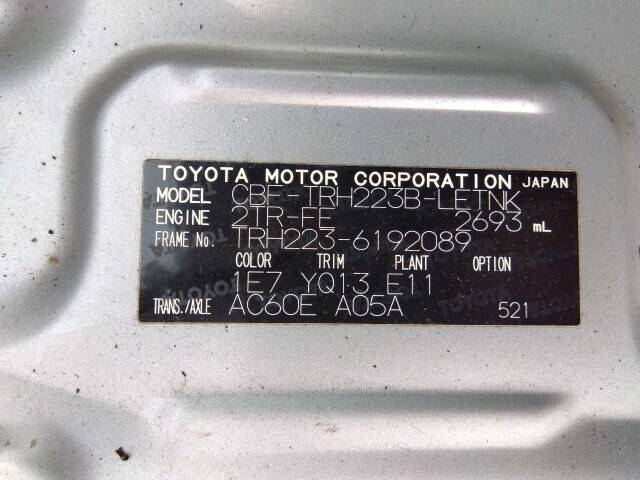 TOYOTA MOTOR CORPORATION JAPAN
MODEL CBF-TRH223B-LETNK
ENGINE 2TR-FE 2693 mL
FRAME No. TRH223-6192089
COLOR TRIM PLANT OPTION
1E7 YQ13 E11
TRANS./AXLE AC60E A05A 521